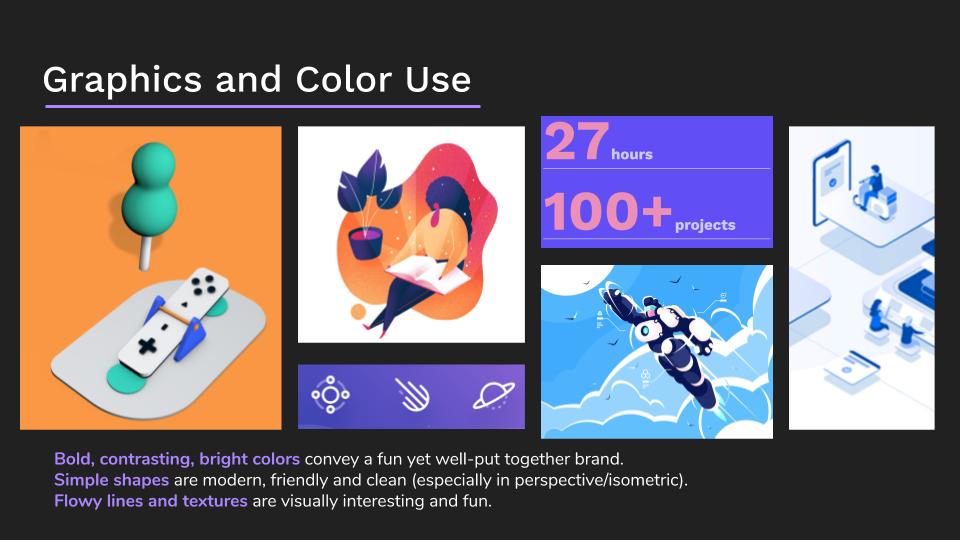 Graphics and Color Use
27 hours
100+ projects
Bold, contrasting, bright colors convey a fun yet well-put together brand.
Simple shapes are modern, friendly and clean (especially in perspective/isometric).
Flowy lines and textures are visually interesting and fun.